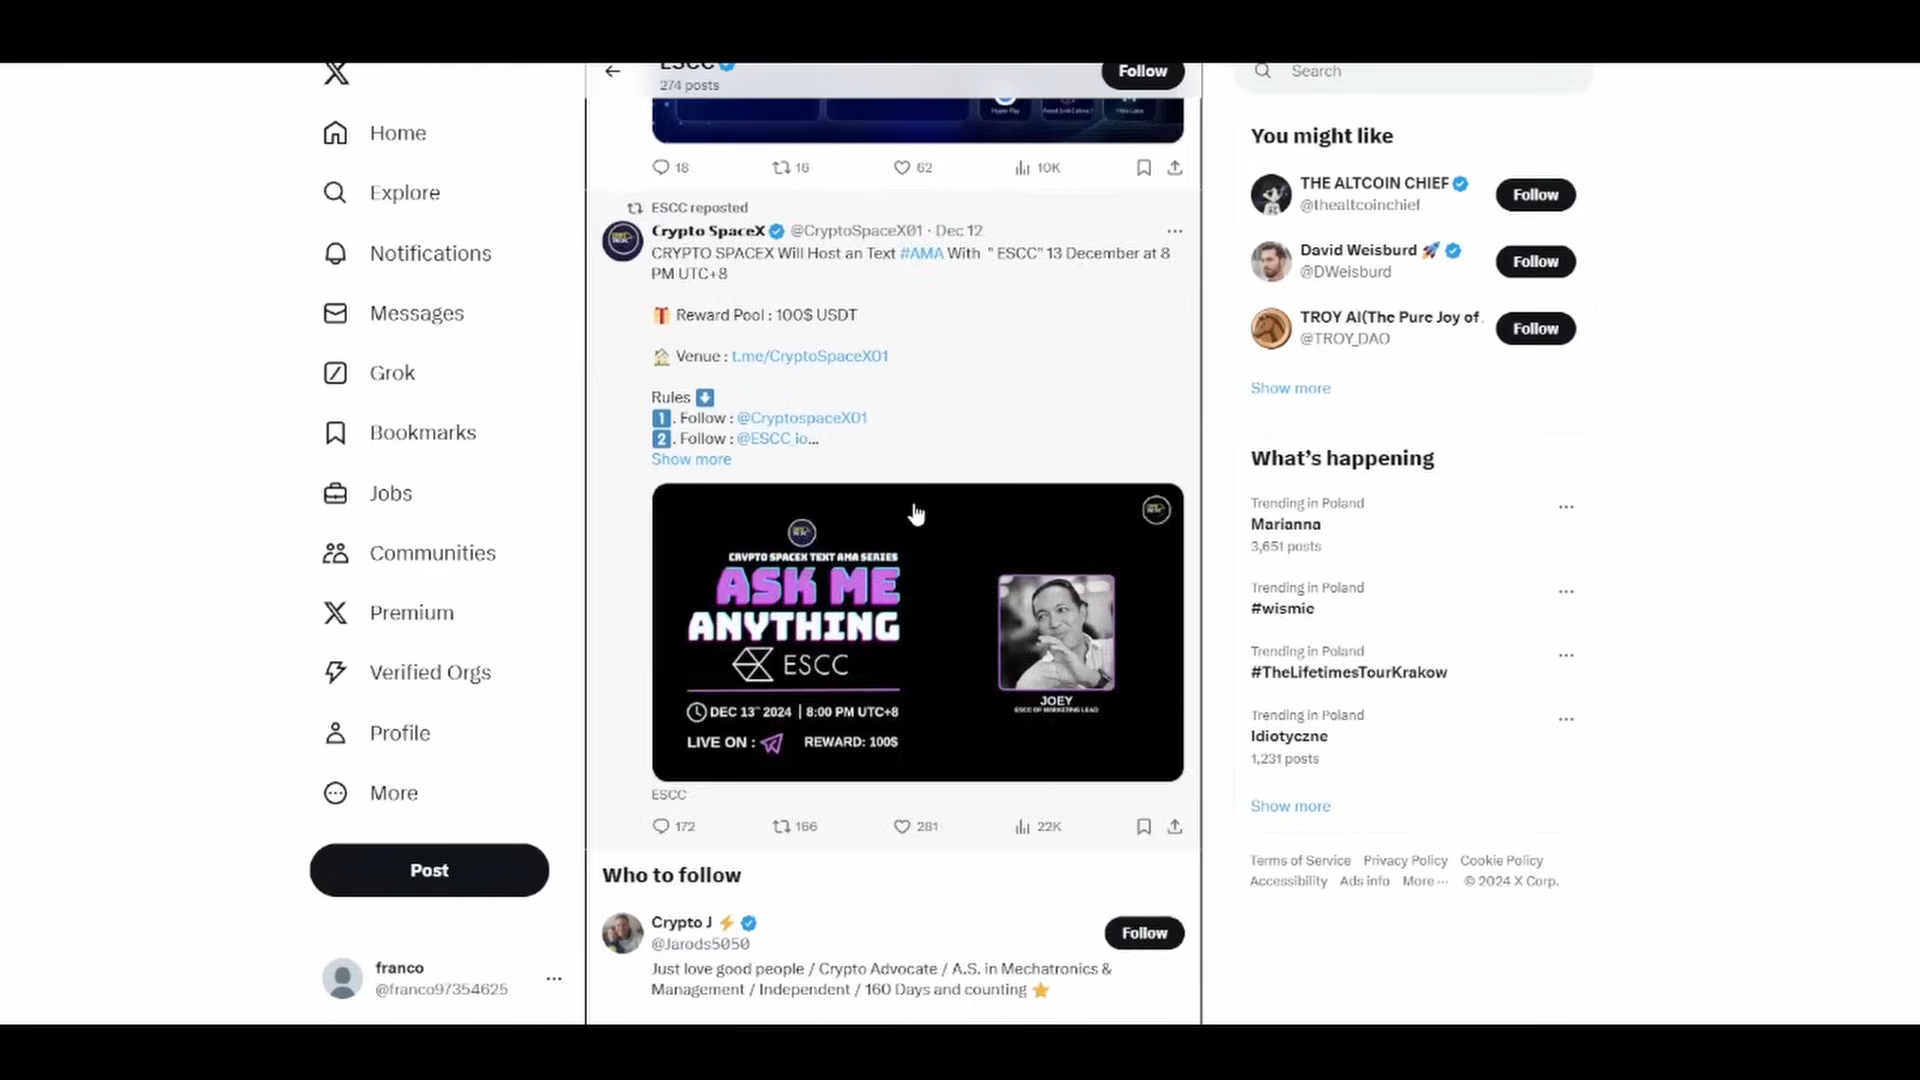 ESCC
274 posts
Follow
Search
Home
Explore
Notifications
Messages
Grok
Bookmarks
Jobs
Communities
Premium
Verified Orgs
Profile
More
Post
franco
@franco97354625
18
16
62
10K
ESCC reposted
Crypto SpaceX @CryptoSpaceX01 · Dec 12
CRYPTO SPACEX Will Host an Text #AMA With " ESCC" 13 December at 8
PM UTC+8
Reward Pool : 100$ USDT
Venue : t.me/CryptoSpaceX01
Rules
1. Follow : @CryptospaceX01
2. Follow : @ESCC_io...
Show more
CRYPTO SPACEX TEXT AMA SERIES
ASK ME
ANYTHING
ESCC
DEC 13TH 2024 | 8:00 PM UTC+8
LIVE ON :
REWARD: 100$
JOEY
ESCC OF MARKETING LEAD
ESCC
172
166
281
22K
Who to follow
Crypto J
@Jarods5050
Follow
Just love good people / Crypto Advocate / A.S. in Mechatronics &
Management / Independent / 160 Days and counting
You might like
THE ALTCOIN CHIEF
@thealtcoinchief
Follow
David Weisburd
@DWeisburd
Follow
TROY AI(The Pure Joy of
@TROY_DAO
Follow
Show more
What's happening
Trending in Poland
Marianna
3,651 posts
Trending in Poland
#wismie
Trending in Poland
#TheLifetimesTourKrakow
Trending in Poland
Idiotyczne
1,231 posts
Show more
Terms of Service Privacy Policy Cookie Policy
Accessibility Ads info More ··· © 2024 X Corp.